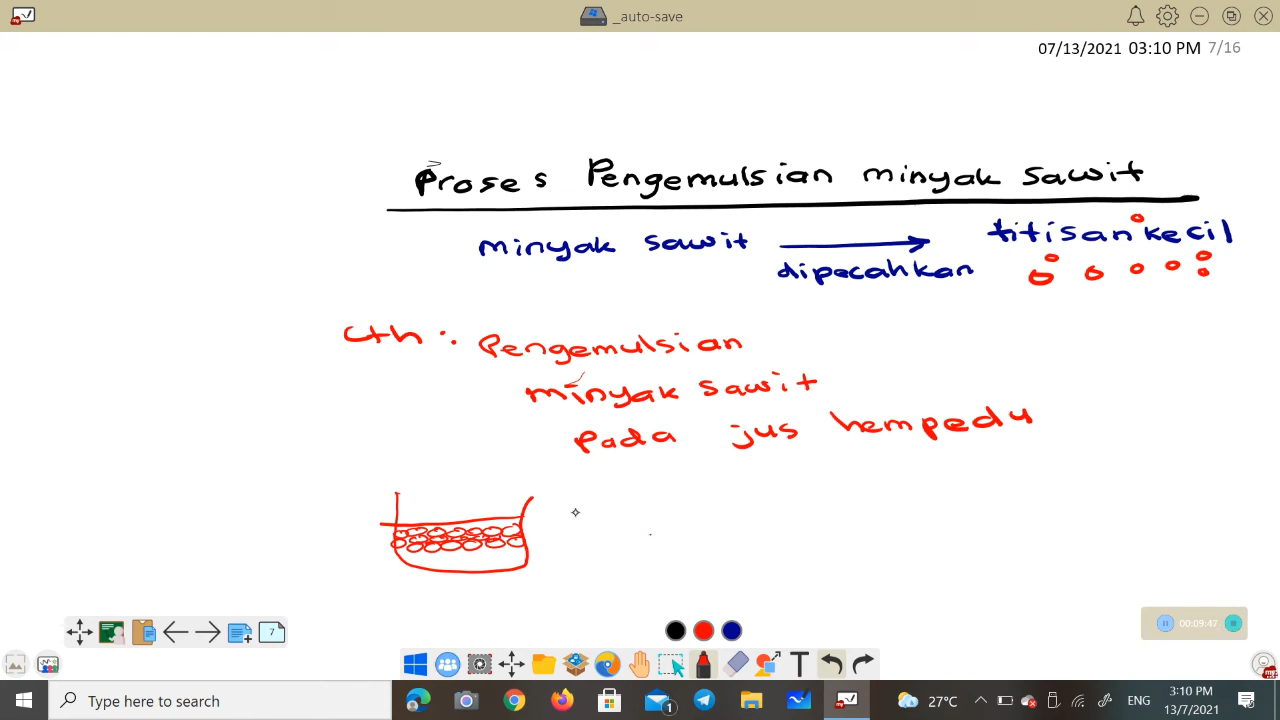 _auto-save
07/13/2021 03:10 PM 7/16
Proses Pengemulsian minyak sawit
minyak sawit titisan kecil
dipecahkan
Cth : Pengemulsian
minyak sawit
pada jus hempedu
7
00:09:47
T
Type here to search
1
27°C
ENG
3:10 PM
13/7/2021